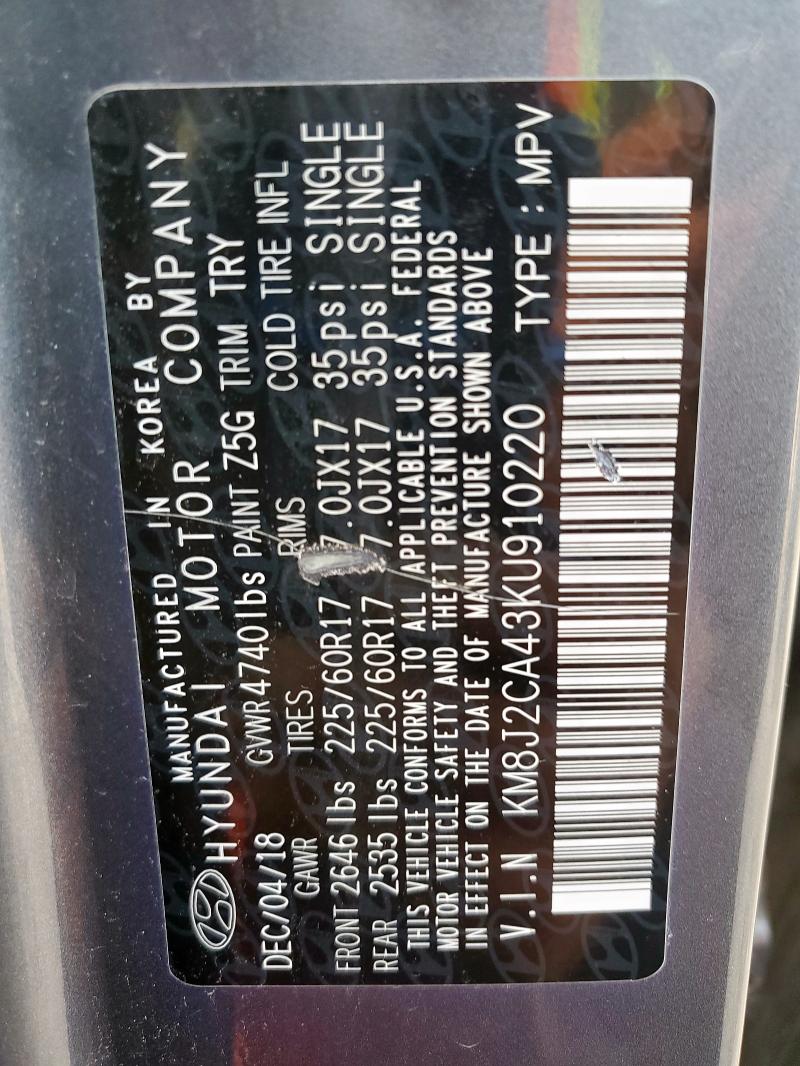 MANUFACTURED IN KOREA BY
HYUNDAI MOTOR COMPANY
DEC/04/18 GVWR4740lbs PAINT Z5G TRIM TRY
GAWR TIRES RIMS COLD TIRE INFL
FRONT 2646lbs 225/60R17 7.0JX17 35psi SINGLE
REAR 2535lbs 225/60R17 7.0JX17 35psi SINGLE
THIS VEHICLE CONFORMS TO ALL APPLICABLE U.S.A. FEDERAL
MOTOR VEHICLE SAFETY AND THEFT PREVENTION STANDARDS
IN EFFECT ON THE DATE OF MANUFACTURE SHOWN ABOVE
V.I.N KM8J2CA43KU910220 TYPE : MPV